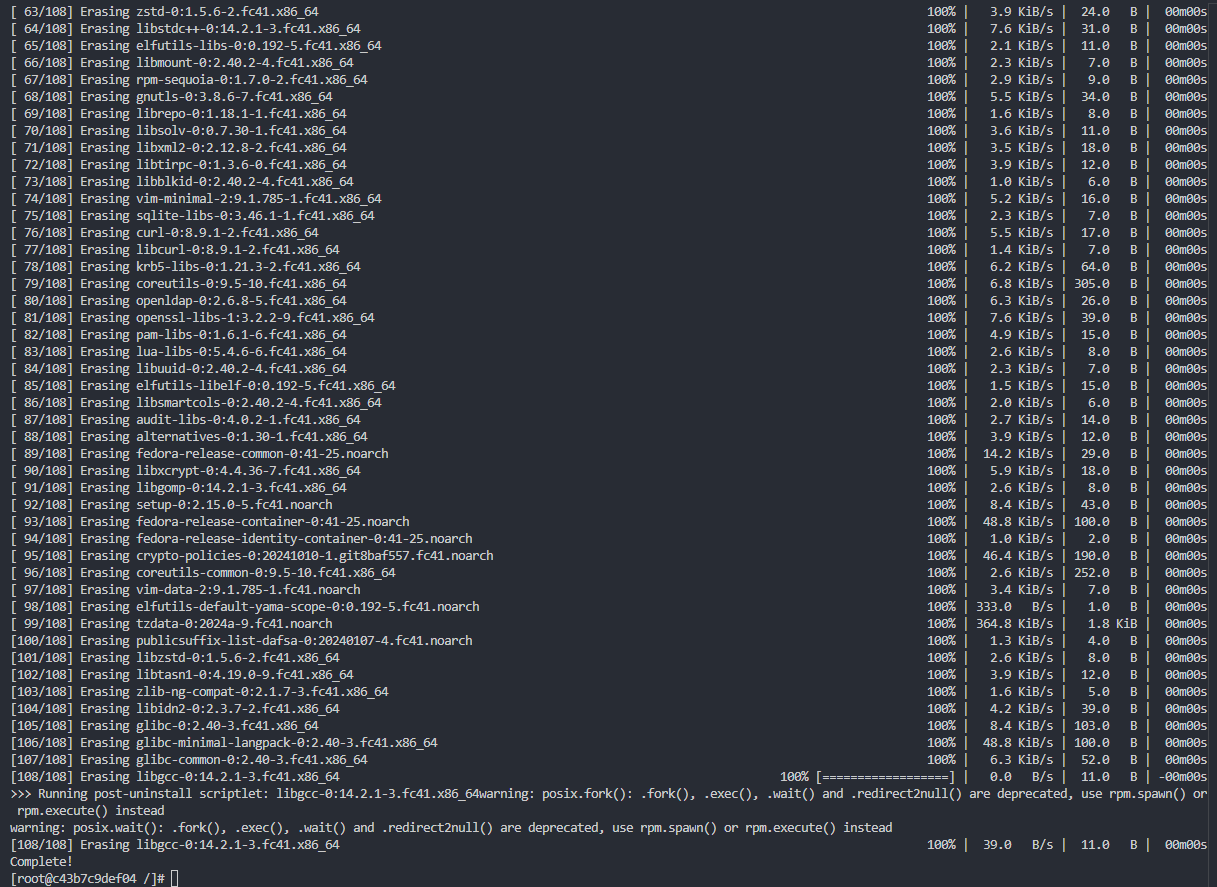 [ 63/108] Erasing zstd-0:1.5.6-2.fc41.x86_64 100% | 3.9 KiB/s | 24.0 B | 00m00s
[ 64/108] Erasing libstdc++-0:14.2.1-3.fc41.x86_64 100% | 7.6 KiB/s | 31.0 B | 00m00s
[ 65/108] Erasing elfutils-libs-0:0.192-5.fc41.x86_64 100% | 2.1 KiB/s | 11.0 B | 00m00s
[ 66/108] Erasing libmount-0:2.40.2-4.fc41.x86_64 100% | 2.3 KiB/s | 7.0 B | 00m00s
[ 67/108] Erasing rpm-sequoia-0:1.7.0-2.fc41.x86_64 100% | 2.9 KiB/s | 9.0 B | 00m00s
[ 68/108] Erasing gnutls-0:3.8.6-7.fc41.x86_64 100% | 5.5 KiB/s | 34.0 B | 00m00s
[ 69/108] Erasing librepo-0:1.18.1-1.fc41.x86_64 100% | 1.6 KiB/s | 8.0 B | 00m00s
[ 70/108] Erasing libsolv-0:0.7.30-1.fc41.x86_64 100% | 3.6 KiB/s | 11.0 B | 00m00s
[ 71/108] Erasing libxml2-0:2.12.8-2.fc41.x86_64 100% | 3.5 KiB/s | 18.0 B | 00m00s
[ 72/108] Erasing libtirpc-0:1.3.6-0.fc41.x86_64 100% | 3.9 KiB/s | 12.0 B | 00m00s
[ 73/108] Erasing libblkid-0:2.40.2-4.fc41.x86_64 100% | 1.0 KiB/s | 6.0 B | 00m00s
[ 74/108] Erasing vim-minimal-2:9.1.785-1.fc41.x86_64 100% | 5.2 KiB/s | 16.0 B | 00m00s
[ 75/108] Erasing sqlite-libs-0:3.46.1-1.fc41.x86_64 100% | 2.3 KiB/s | 7.0 B | 00m00s
[ 76/108] Erasing curl-0:8.9.1-2.fc41.x86_64 100% | 5.5 KiB/s | 17.0 B | 00m00s
[ 77/108] Erasing libcurl-0:8.9.1-2.fc41.x86_64 100% | 1.4 KiB/s | 7.0 B | 00m00s
[ 78/108] Erasing krb5-libs-0:1.21.3-2.fc41.x86_64 100% | 6.2 KiB/s | 64.0 B | 00m00s
[ 79/108] Erasing coreutils-0:9.5-10.fc41.x86_64 100% | 6.8 KiB/s | 305.0 B | 00m00s
[ 80/108] Erasing openldap-0:2.6.8-5.fc41.x86_64 100% | 6.3 KiB/s | 26.0 B | 00m00s
[ 81/108] Erasing openssl-libs-1:3.2.2-9.fc41.x86_64 100% | 7.6 KiB/s | 39.0 B | 00m00s
[ 82/108] Erasing pam-libs-0:1.6.1-6.fc41.x86_64 100% | 4.9 KiB/s | 15.0 B | 00m00s
[ 83/108] Erasing lua-libs-0:5.4.6-6.fc41.x86_64 100% | 2.6 KiB/s | 8.0 B | 00m00s
[ 84/108] Erasing libuuid-0:2.40.2-4.fc41.x86_64 100% | 2.3 KiB/s | 7.0 B | 00m00s
[ 85/108] Erasing elfutils-libelf-0:0.192-5.fc41.x86_64 100% | 1.5 KiB/s | 15.0 B | 00m00s
[ 86/108] Erasing libsmartcols-0:2.40.2-4.fc41.x86_64 100% | 2.0 KiB/s | 6.0 B | 00m00s
[ 87/108] Erasing audit-libs-0:4.0.2-1.fc41.x86_64 100% | 2.7 KiB/s | 14.0 B | 00m00s
[ 88/108] Erasing alternatives-0:1.30-1.fc41.x86_64 100% | 3.9 KiB/s | 12.0 B | 00m00s
[ 89/108] Erasing fedora-release-common-0:41-25.noarch 100% | 14.2 KiB/s | 29.0 B | 00m00s
[ 90/108] Erasing libxcrypt-0:4.4.36-7.fc41.x86_64 100% | 5.9 KiB/s | 18.0 B | 00m00s
[ 91/108] Erasing libgomp-0:14.2.1-3.fc41.x86_64 100% | 2.6 KiB/s | 8.0 B | 00m00s
[ 92/108] Erasing setup-0:2.15.0-5.fc41.noarch 100% | 8.4 KiB/s | 43.0 B | 00m00s
[ 93/108] Erasing fedora-release-container-0:41-25.noarch 100% | 48.8 KiB/s | 100.0 B | 00m00s
[ 94/108] Erasing fedora-release-identity-container-0:41-25.noarch 100% | 1.0 KiB/s | 2.0 B | 00m00s
[ 95/108] Erasing crypto-policies-0:20241010-1.git8baf557.fc41.noarch 100% | 46.4 KiB/s | 190.0 B | 00m00s
[ 96/108] Erasing coreutils-common-0:9.5-10.fc41.x86_64 100% | 2.6 KiB/s | 252.0 B | 00m00s
[ 97/108] Erasing vim-data-2:9.1.785-1.fc41.noarch 100% | 3.4 KiB/s | 7.0 B | 00m00s
[ 98/108] Erasing elfutils-default-yama-scope-0:0.192-5.fc41.noarch 100% | 333.0 B/s | 1.0 B | 00m00s
[ 99/108] Erasing tzdata-0:2024a-9.fc41.noarch 100% | 364.8 KiB/s | 1.8 KiB | 00m00s
[100/108] Erasing publicsuffix-list-dafsa-0:20240107-4.fc41.noarch 100% | 1.3 KiB/s | 4.0 B | 00m00s
[101/108] Erasing libzstd-0:1.5.6-2.fc41.x86_64 100% | 2.6 KiB/s | 8.0 B | 00m00s
[102/108] Erasing libtasn1-0:4.19.0-9.fc41.x86_64 100% | 3.9 KiB/s | 12.0 B | 00m00s
[103/108] Erasing zlib-ng-compat-0:2.1.7-3.fc41.x86_64 100% | 1.6 KiB/s | 5.0 B | 00m00s
[104/108] Erasing libidn2-0:2.3.7-2.fc41.x86_64 100% | 4.2 KiB/s | 39.0 B | 00m00s
[105/108] Erasing glibc-0:2.40-3.fc41.x86_64 100% | 8.4 KiB/s | 103.0 B | 00m00s
[106/108] Erasing glibc-minimal-langpack-0:2.40-3.fc41.x86_64 100% | 48.8 KiB/s | 100.0 B | 00m00s
[107/108] Erasing glibc-common-0:2.40-3.fc41.x86_64 100% | 6.3 KiB/s | 52.0 B | 00m00s
[108/108] Erasing libgcc-0:14.2.1-3.fc41.x86_64 100% [==================] | 0.0 B/s | 11.0 B | -00m00s
>>> Running post-uninstall scriptlet: libgcc-0:14.2.1-3.fc41.x86_64warning: posix.fork(): .fork(), .exec(), .wait() and .redirect2null() are deprecated, use rpm.spawn() or
rpm.execute() instead
warning: posix.wait(): .fork(), .exec(), .wait() and .redirect2null() are deprecated, use rpm.spawn() or rpm.execute() instead
[108/108] Erasing libgcc-0:14.2.1-3.fc41.x86_64 100% | 39.0 B/s | 11.0 B | 00m00s
Complete!
[root@c43b7c9def04 /]#